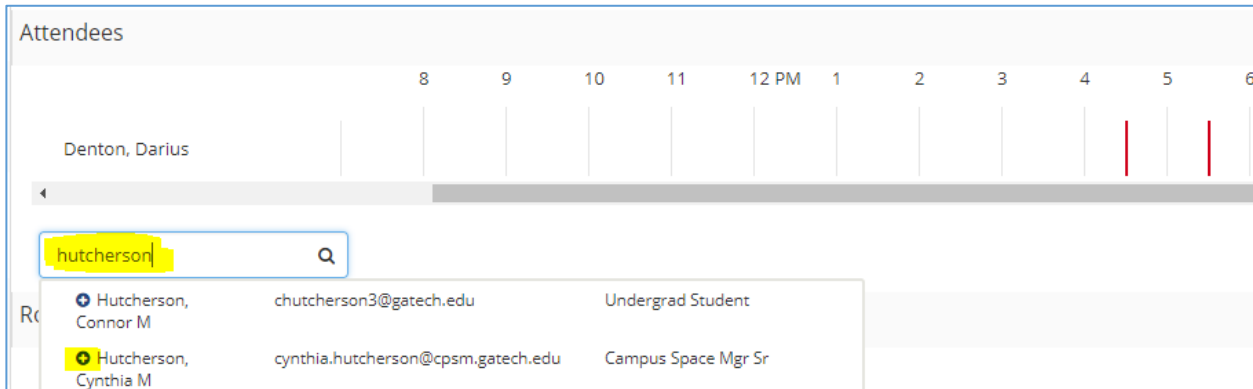 Attendees
8 9 10 11 12 PM 1 2 3 4 5 6
Denton, Darius
hutcherson
Hutcherson, Connor M chutcherson3@gatech.edu Undergrad Student
Hutcherson, Cynthia M cynthia.hutcherson@cpsm.gatech.edu Campus Space Mgr Sr